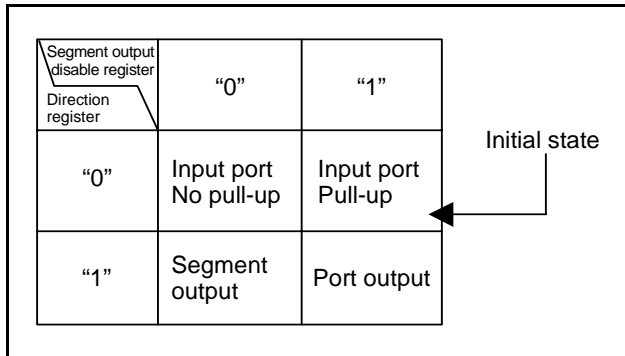 Segment output
disable register
Direction
register
“0”
“1”
Initial state
“0”
Input port
No pull-up
Input port
Pull-up
“1”
Segment
output
Port output